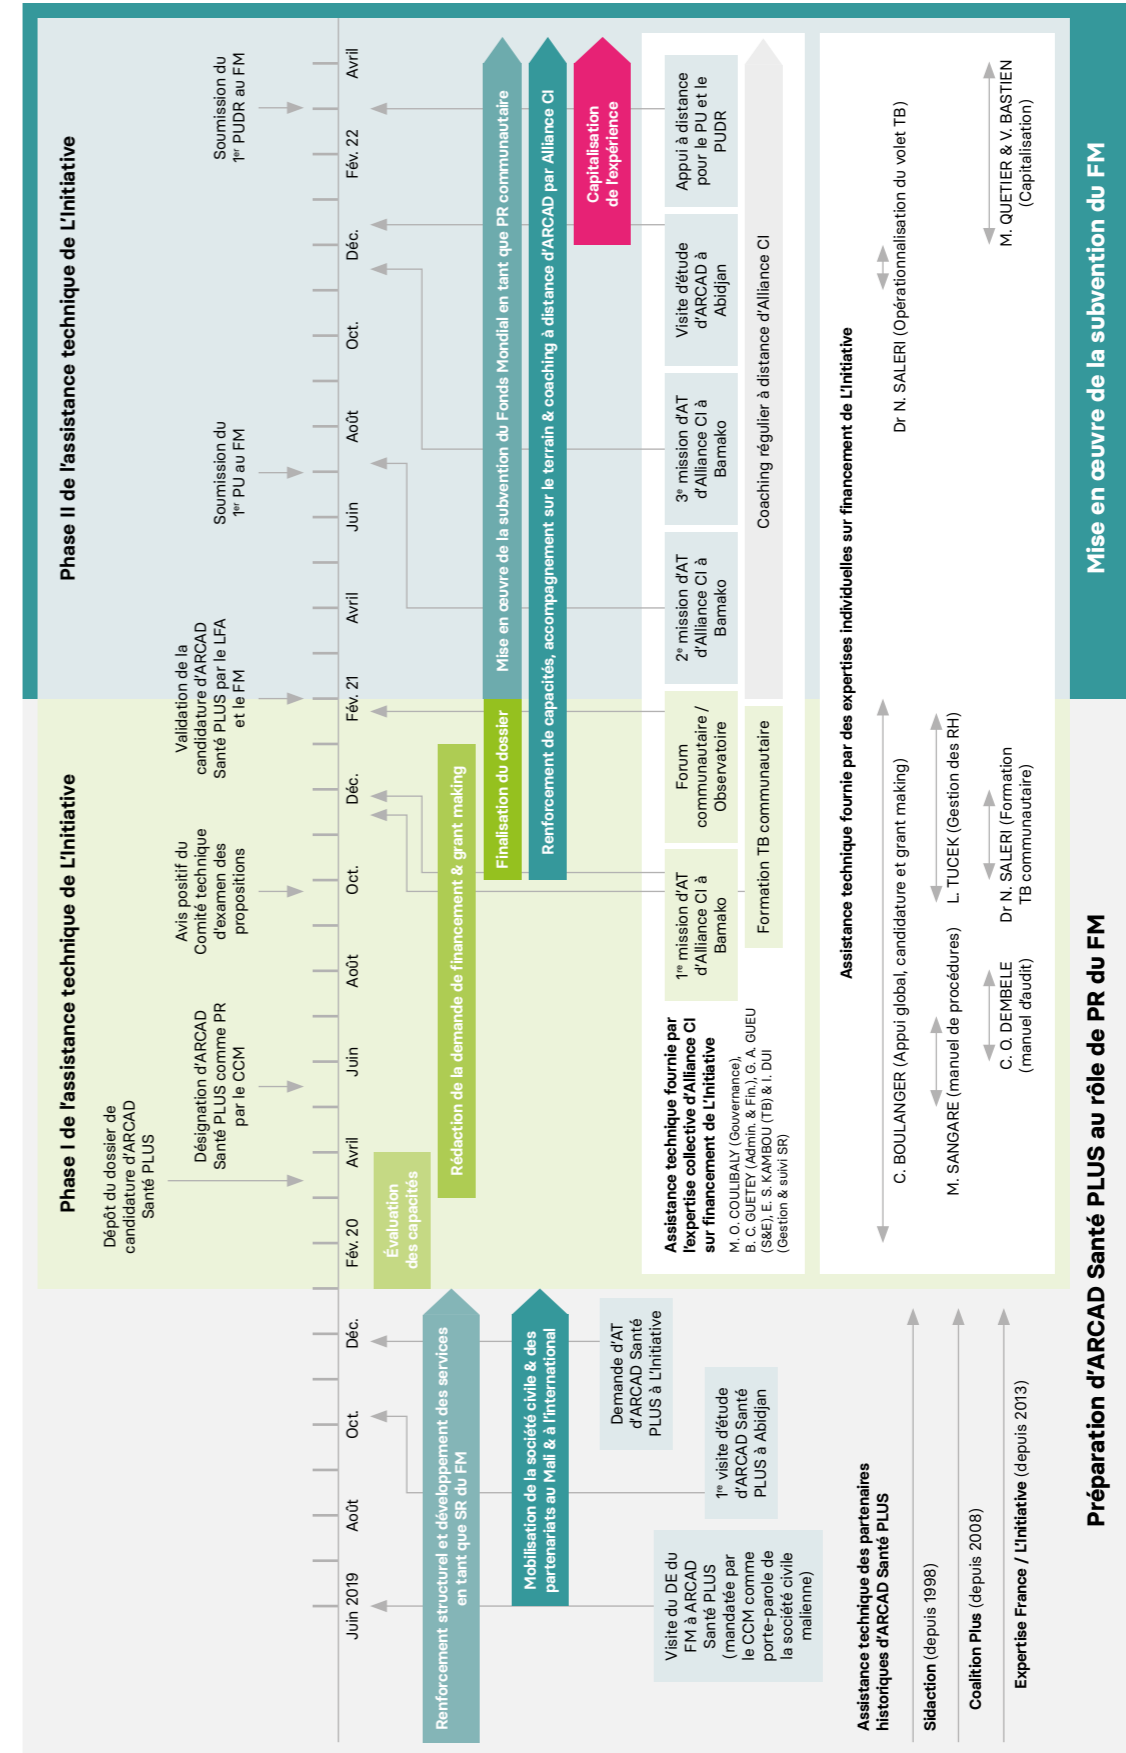 Phase I de l'assistance technique de L'Initiative
Phase II de l'assistance technique de L'Initiative
Dépôt du dossier de
candidature d'ARCAD
Santé PLUS
Désignation d'ARCAD
Santé PLUS comme PR
par le CCM
Avis positif du
Comité technique
d'examen des
propositions
Validation de la
candidature d'ARCAD
Santé PLUS par le LFA
et le FM
Soumission du
1er PU au FM
Soumission du
1er PUDR au FM
Juin 2019
Août
Oct.
Déc.
Fév. 20
Avril
Juin
Août
Oct.
Déc.
Fév. 21
Avril
Juin
Août
Oct.
Déc.
Fév. 22
Avril
Évaluation
des capacités
Renforcement structurel et développement des services
en tant que SR du FM
Rédaction de la demande de financement & grant making
Finalisation du dossier
Mise en œuvre de la subvention du Fonds Mondial en tant que PR communautaire
Mobilisation de la société civile & des
partenariats au Mali & à l'international
Renforcement de capacités, accompagnement sur le terrain & coaching à distance d'ARCAD par Alliance CI
Capitalisation
de l'expérience
Demande d'AT
d'ARCAD Santé
PLUS à L'Initiative
1re visite d'étude
d'ARCAD Santé
PLUS à Abidjan
Visite du DE du
FM à ARCAD
Santé PLUS
(mandatée par
le CCM comme
porte-parole de
la société civile
malienne)
Assistance technique fournie par
l'expertise collective d'Alliance CI
sur financement de L'Initiative
M. O. COULIBALY (Gouvernance),
B. C. GUETEY (Admin. & Fin.), G. A. GUEU
(S&E), E. S. KAMBOU (TB) & I. DUI
(Gestion & suivi SR)
1re mission d'AT
d'Alliance CI à
Bamako
Forum
communautaire /
Observatoire
2e mission d'AT
d'Alliance CI à
Bamako
3e mission d'AT
d'Alliance CI à
Bamako
Visite d'étude
d'ARCAD à
Abidjan
Appui à distance
pour le PU et le
PUDR
Formation TB communautaire
Coaching régulier à distance d'Alliance CI
Assistance technique fournie par des expertises individuelles sur financement de L'Initiative
C. BOULANGER (Appui global, candidature et grant making)
Dr N. SALERI (Opérationnalisation du volet TB)
M. SANGARE (manuel de procédures)
L. TUCEK (Gestion des RH)
C. O. DEMBELE
(manuel d'audit)
Dr N. SALERI (Formation
TB communautaire)
M. QUETIER & V. BASTIEN
(Capitalisation)
Assistance technique des partenaires
historiques d'ARCAD Santé PLUS
Sidaction (depuis 1998)
Coalition Plus (depuis 2008)
Expertise France / L'Initiative (depuis 2013)
Préparation d'ARCAD Santé PLUS au rôle de PR du FM
Mise en œuvre de la subvention du FM